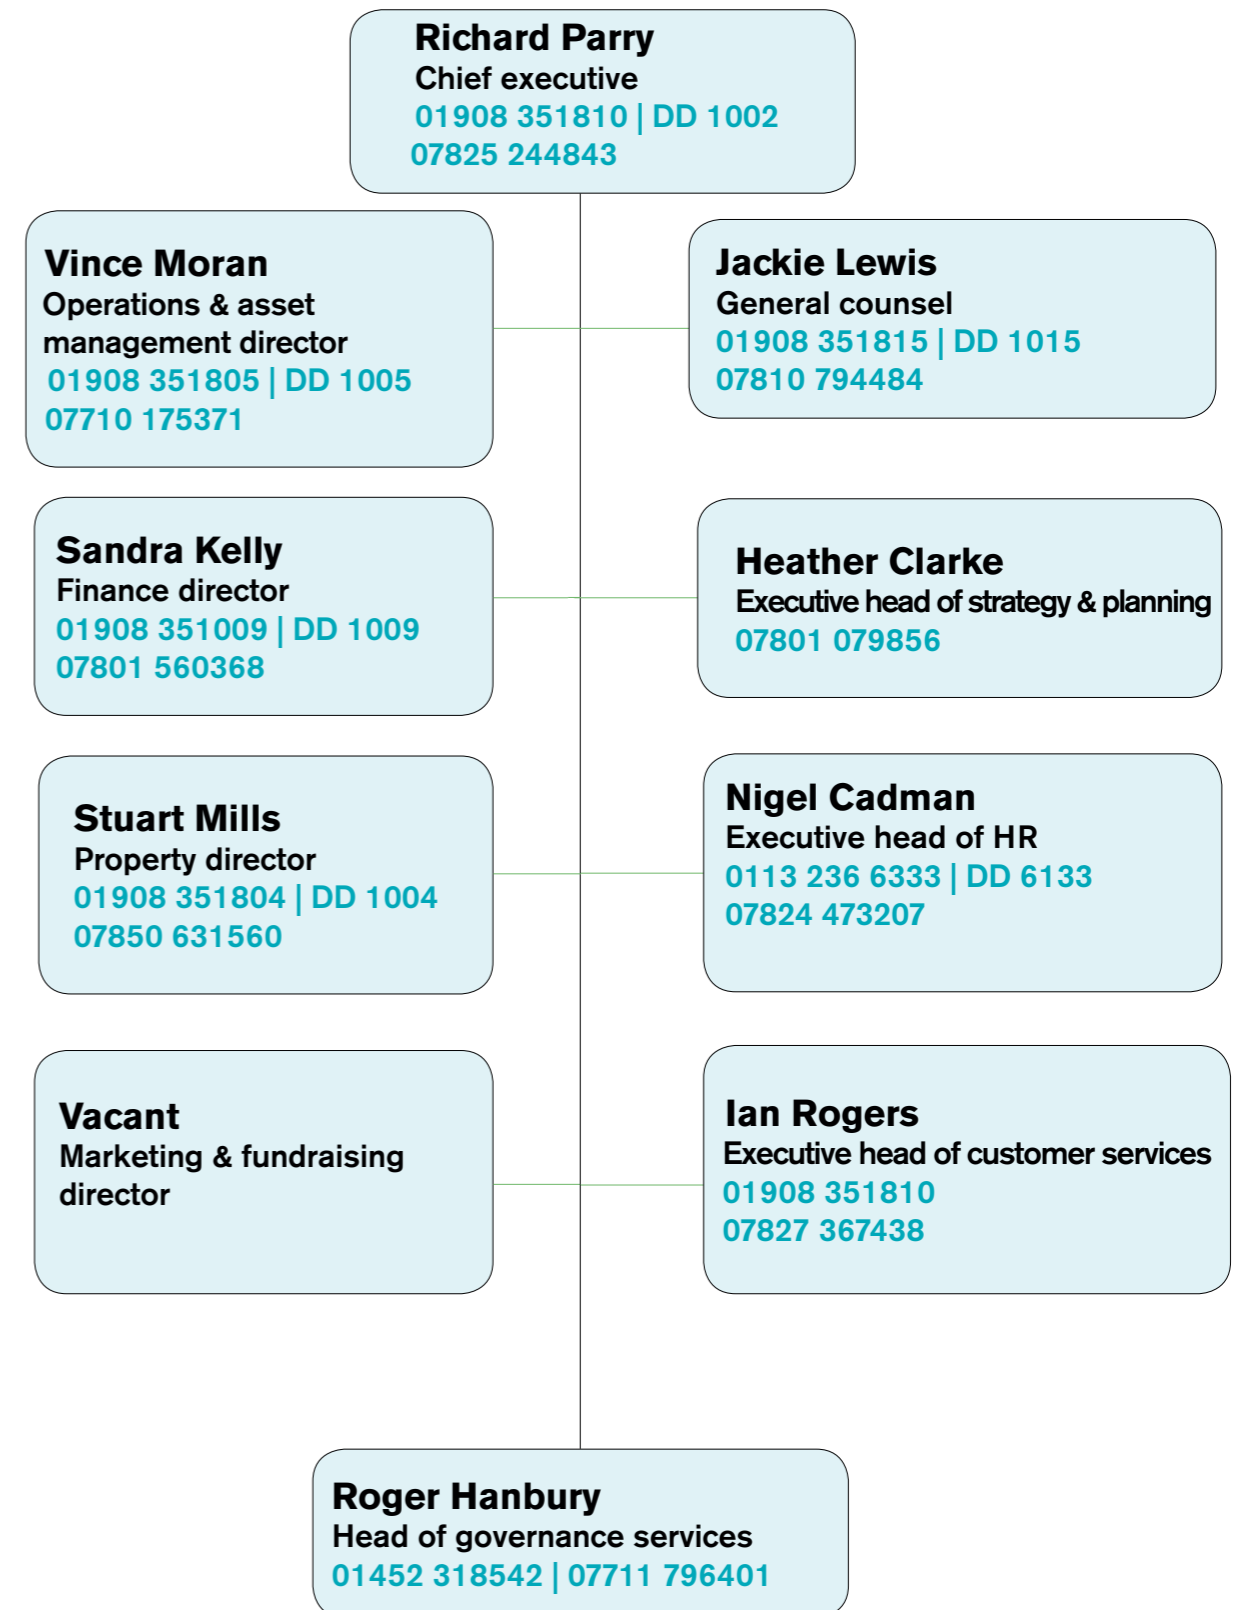 Richard Parry
Chief executive
01908 351810 | DD 1002
07825 244843
Vince Moran
Operations & asset
management director
01908 351805 | DD 1005
07710 175371
Jackie Lewis
General counsel
01908 351815 | DD 1015
07810 794484
Sandra Kelly
Finance director
01908 351009 | DD 1009
07801 560368
Heather Clarke
Executive head of strategy & planning
07801 079856
Stuart Mills
Property director
01908 351804 | DD 1004
07850 631560
Nigel Cadman
Executive head of HR
0113 236 6333 | DD 6133
07824 473207
Vacant
Marketing & fundraising
director
Ian Rogers
Executive head of customer services
01908 351810
07827 367438
Roger Hanbury
Head of governance services
01452 318542 | 07711 796401